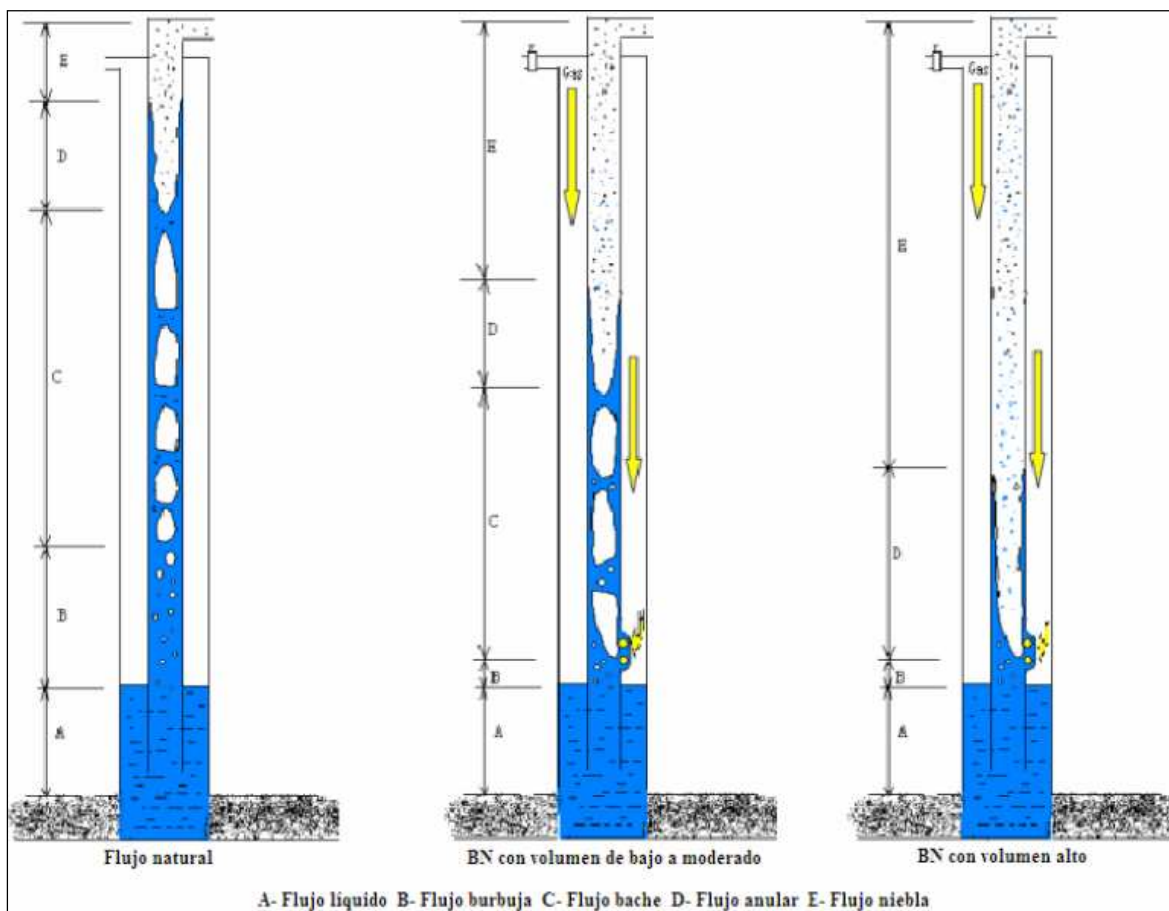 E
D
C
B
A
Flujo natural
Gas
E
D
C
B
A
BN con volumen de bajo a moderado
Gas
E
D
B
A
BN con volumen alto
A- Flujo líquido B- Flujo burbuja C- Flujo bache D- Flujo anular E- Flujo niebla